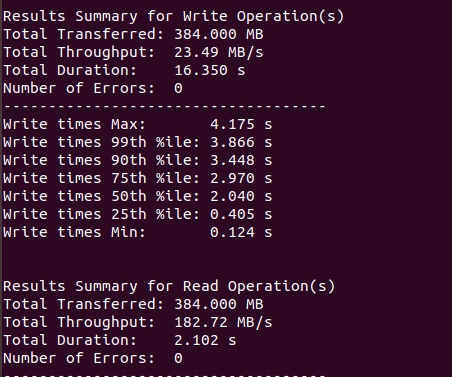 Results Summary for Write Operation(s)
Total Transferred: 384.000 MB
Total Throughput:  23.49 MB/s
Total Duration:    16.350 s
Number of Errors:  0
------------------------------------
Write times Max:       4.175 s
Write times 99th %ile: 3.866 s
Write times 90th %ile: 3.448 s
Write times 75th %ile: 2.970 s
Write times 50th %ile: 2.040 s
Write times 25th %ile: 0.405 s
Write times Min:       0.124 s
Results Summary for Read Operation(s)
Total Transferred: 384.000 MB
Total Throughput:  182.72 MB/s
Total Duration:    2.102 s
Number of Errors:  0
------------------------------------